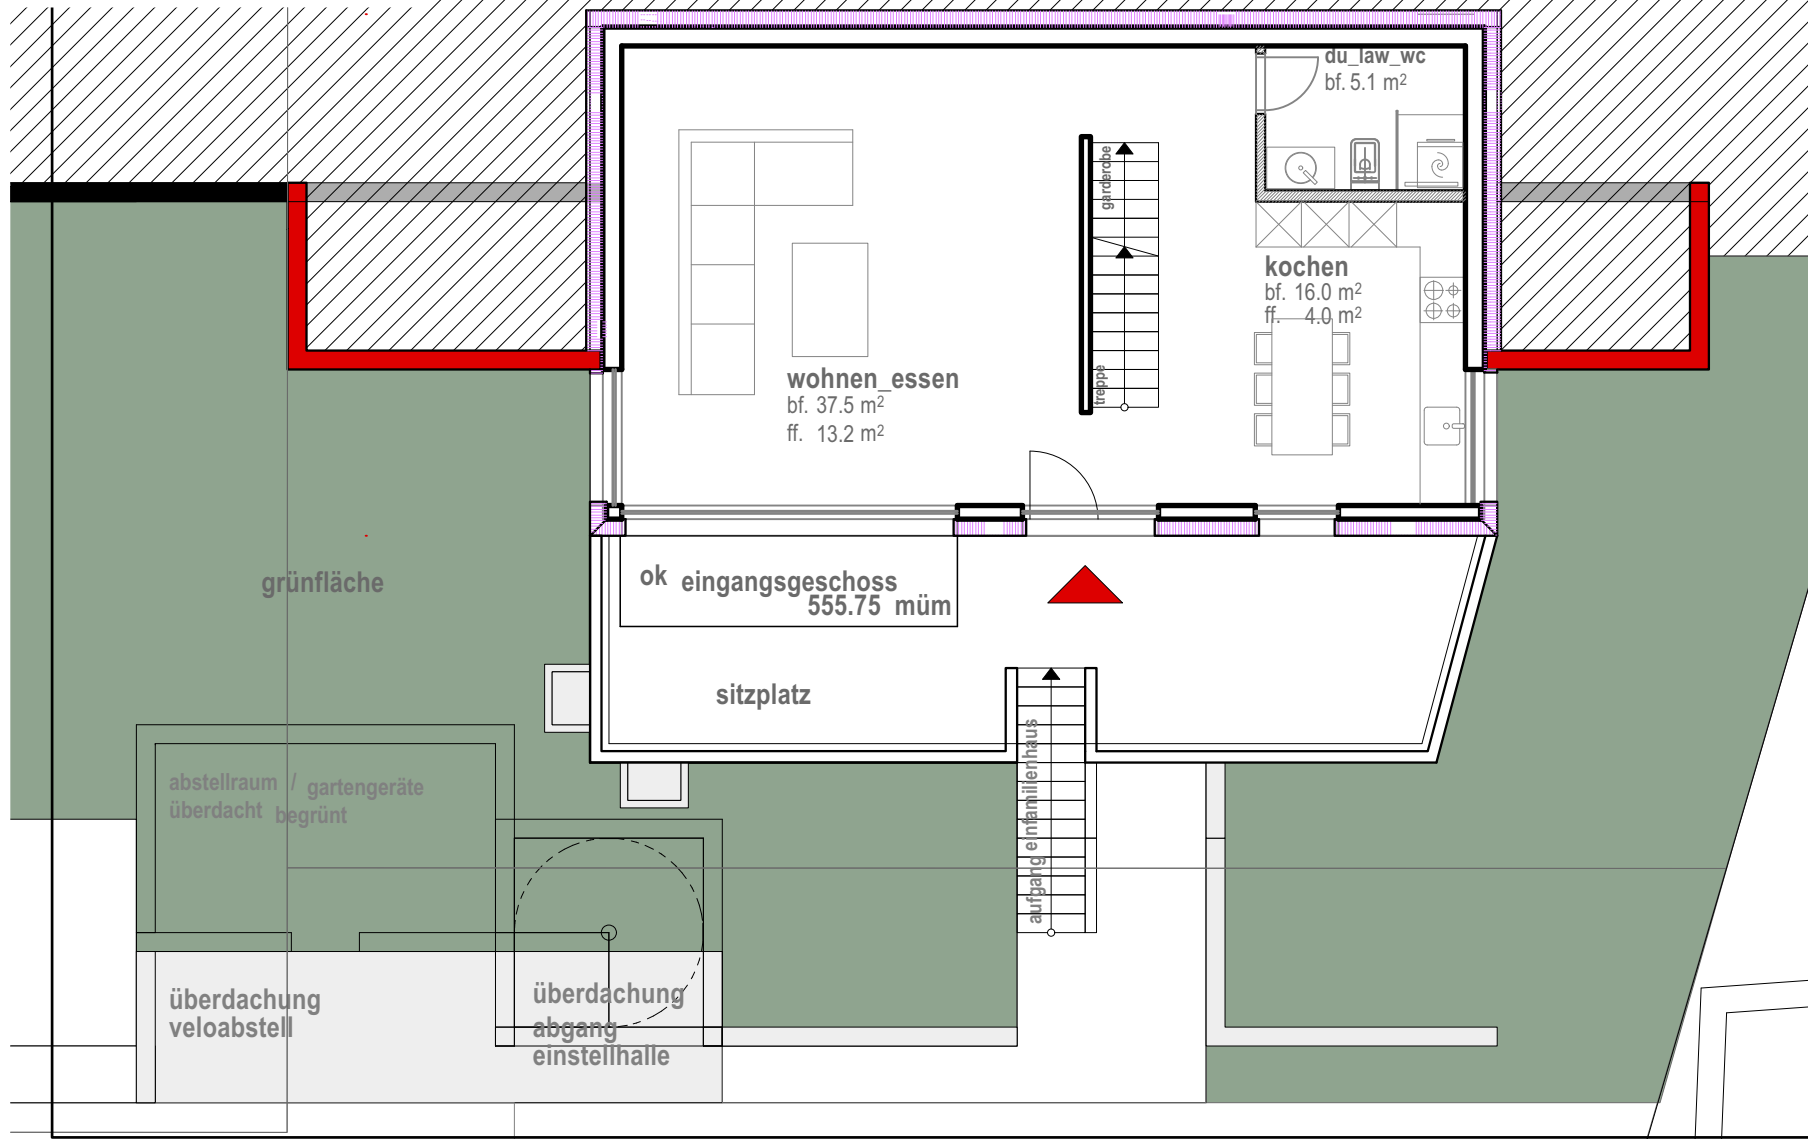 du_law_wc
bf. 5.1 m²
garderobe
kochen
bf. 16.0 m²
ff. 4.0 m²
treppe
wohnen_essen
bf. 37.5 m²
ff. 13.2 m²
ok eingangsgeschoss
555.75 müm
grünfläche
sitzplatz
aufgang einfamilienhaus
abstellraum / gartengeräte
überdacht begrünt
überdachung
veloabstell
überdachung
abgang
einstellhalle